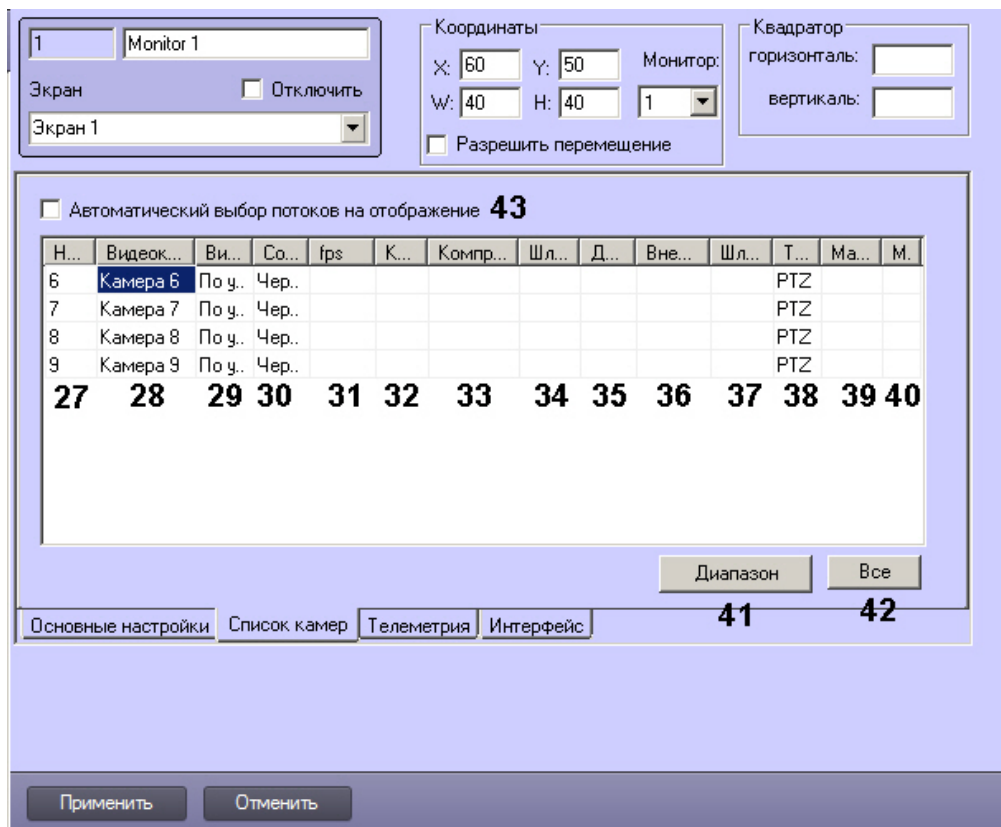 1 Monitor 1
Экран Отключить
Экран 1
Координаты
X: 60 Y: 50 Монитор:
W: 40 H: 40 1
Разрешить перемещение
Квадратор
горизонталь:
вертикаль:
Автоматический выбор потоков на отображение 43
Н... Видеок... Ви... Со... fps К... Компр... Шл... Д... Вне... Шл... Т... Ма... М.
6 Камера 6 По у.. Чер.. PTZ
7 Камера 7 По у.. Чер.. PTZ
8 Камера 8 По у.. Чер.. PTZ
9 Камера 9 По у.. Чер.. PTZ
27 28 29 30 31 32 33 34 35 36 37 38 39 40
Диапазон Все
41 42
Основные настройки Список камер Телеметрия Интерфейс
Применить Отменить